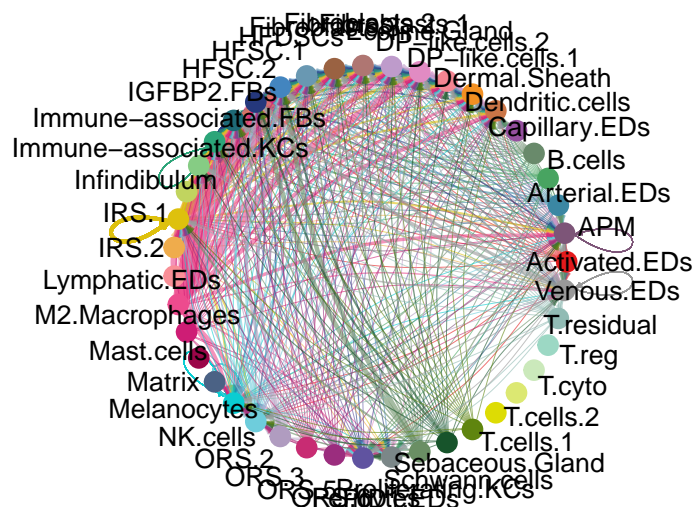 DP−like.cells.2
HFSC.1
DP−like.cells.1
HFSC.2
Dermal.Sheath
IGFBP2.FBs
Dendritic.cells
Immune−associated.FBs
Capillary.EDs
Immune−associated.KCs
B.cells
Infindibulum
Arterial.EDs
IRS.1
APM
IRS.2
Activated.EDs
Lymphatic.EDs
Venous.EDs
M2.Macrophages
T.residual
Mast.cells
T.reg
Matrix
T.cyto
Melanocytes
T.cells.2
NK.cells
T.cells.1
ORS.2
Sebaceous.Gland
ORS.3
Schwann.cells
Proliferating.KCs